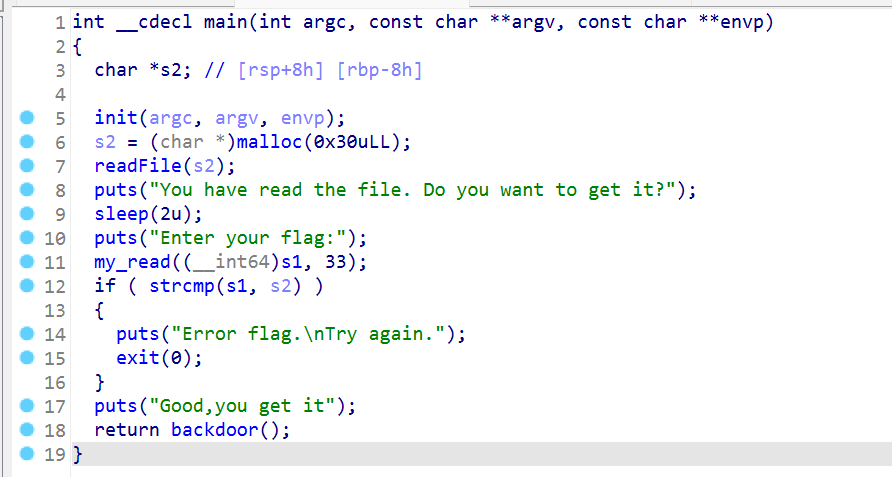 1 int __cdecl main(int argc, const char **argv, const char **envp)
2 {
3   char *s2; // [rsp+8h] [rbp-8h]
4
5   init(argc, argv, envp);
6   s2 = (char *)malloc(0x30uLL);
7   readFile(s2);
8   puts("You have read the file. Do you want to get it?");
9   sleep(2u);
10   puts("Enter your flag:");
11   my_read((__int64)s1, 33);
12   if ( strcmp(s1, s2) )
13   {
14     puts("Error flag.\nTry again.");
15     exit(0);
16   }
17   puts("Good,you get it");
18   return backdoor();
19 }